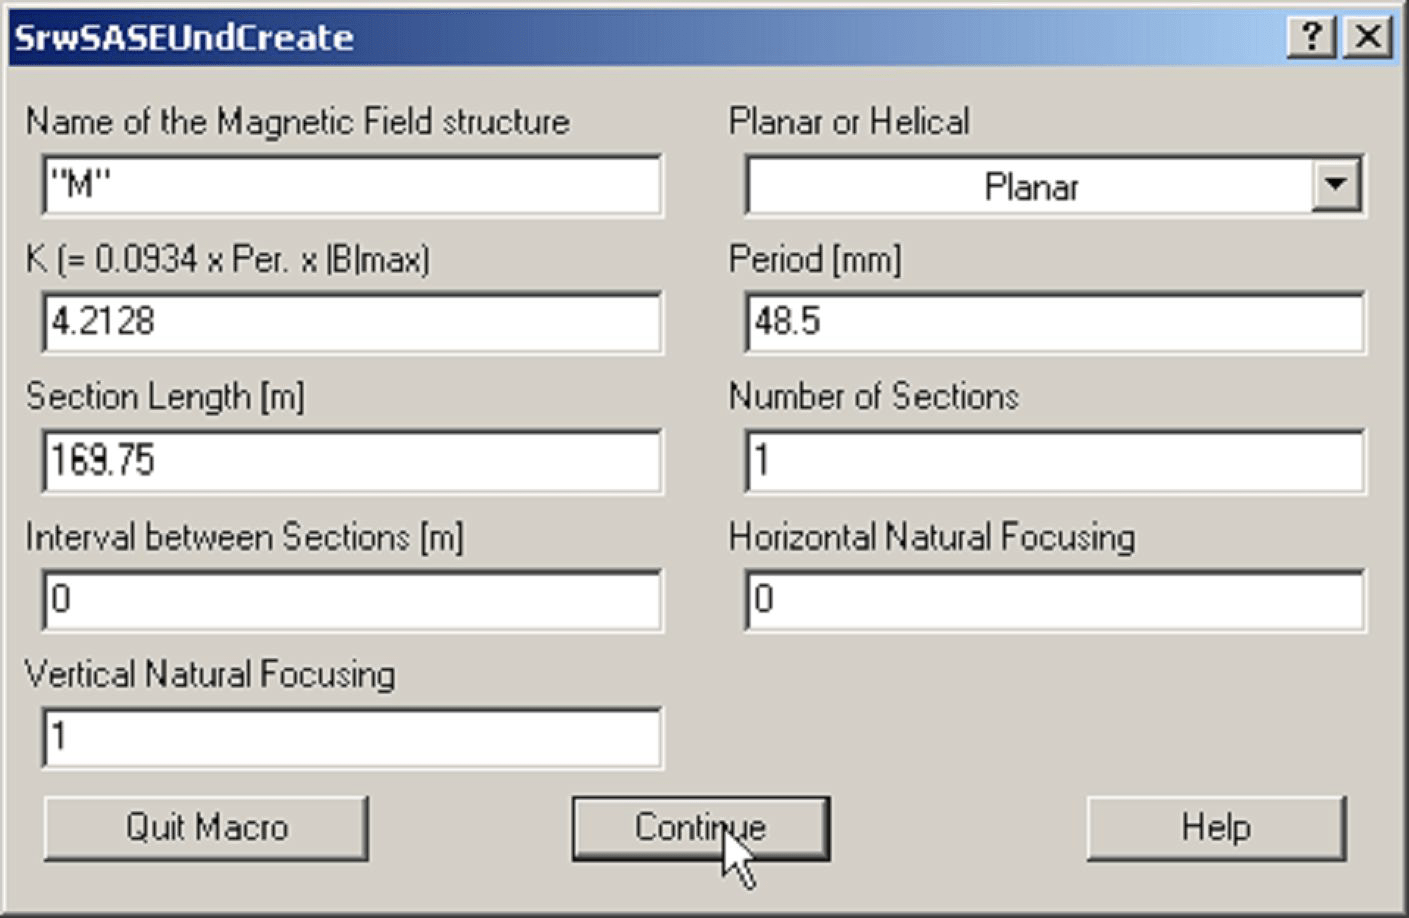 SrwSASEUndCreate
Name of the Magnetic Field structure
Planar or Helical
"M"
Planar
K (= 0.0934 x Per. x |B|max)
Period [mm]
4.2128
48.5
Section Length [m]
Number of Sections
169.75
1
Interval between Sections [m]
Horizontal Natural Focusing
0
0
Vertical Natural Focusing
1
Quit Macro
Continue
Help